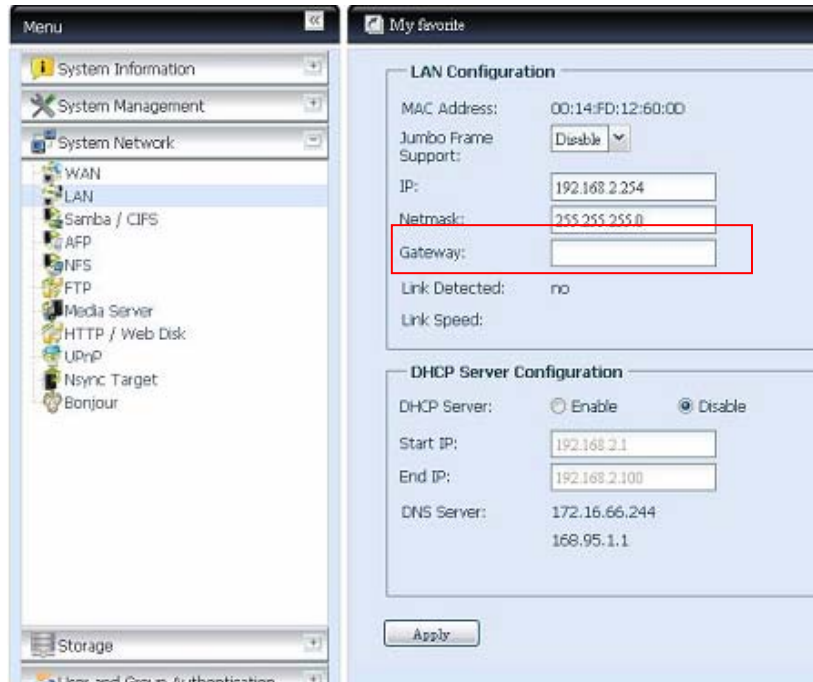 Menu
My favorite
System Information
System Management
System Network
WAN
LAN
Samba / CIFS
AFP
NFS
FTP
Media Server
HTTP / Web Disk
UPnP
Nsync Target
Bonjour
Storage
User and Group Authentication
LAN Configuration
MAC Address: 00:14:FD:12:60:0D
Jumbo Frame Support: Disable
IP: 192.168.2.254
Netmask: 255.255.255.0
Gateway:
Link Detected: no
Link Speed:
DHCP Server Configuration
DHCP Server: Enable Disable
Start IP: 192.168.2.1
End IP: 192.168.2.100
DNS Server: 172.16.66.244
168.95.1.1
Apply